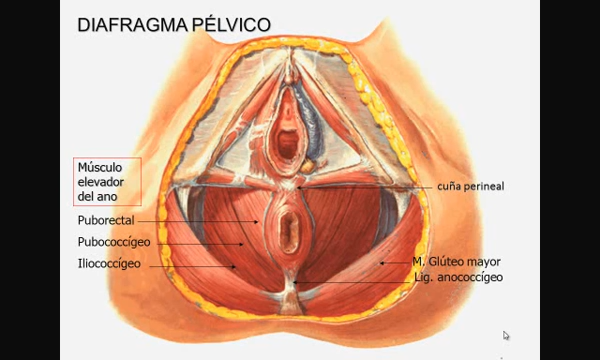 DIAFRAGMA PÉLVICO
Músculo
elevador
del ano
Puborectal
Pubococcígeo
Iliococcígeo
cuña perineal
M. Glúteo mayor
Lig. anococcígeo